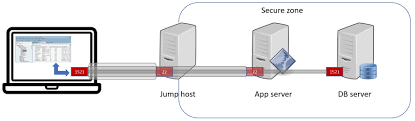 Secure zone
1521
22
22
1521
Jump host
App server
DB server